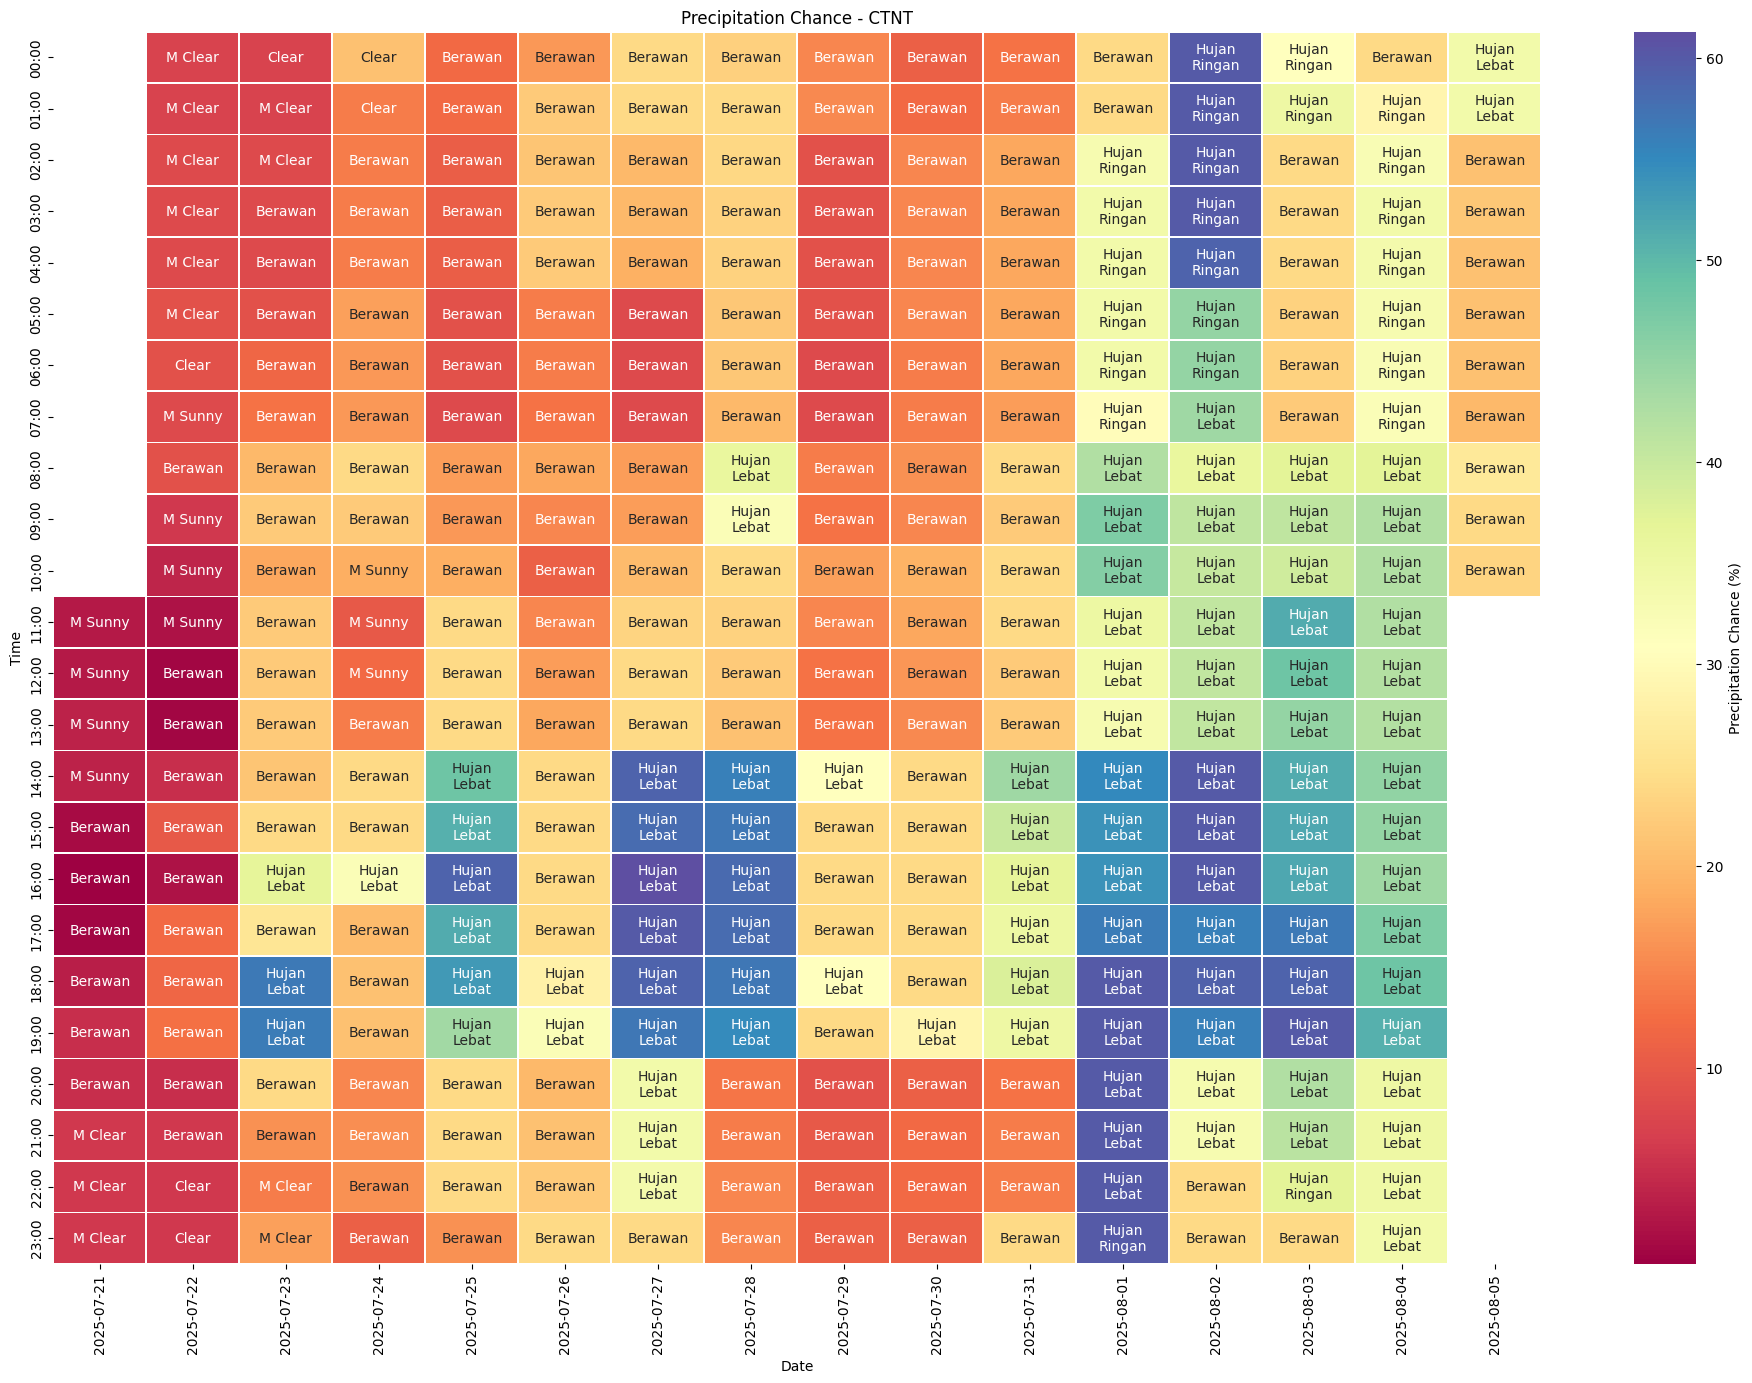 Precipitation Chance - CTNT
00:00 M Clear Clear Clear Berawan Berawan Berawan Berawan Berawan Berawan Berawan Berawan Hujan Ringan Hujan Ringan Berawan Hujan Lebat
01:00 M Clear M Clear Clear Berawan Berawan Berawan Berawan Berawan Berawan Berawan Berawan Hujan Ringan Hujan Ringan Hujan Ringan Hujan Lebat
02:00 M Clear M Clear Berawan Berawan Berawan Berawan Berawan Berawan Berawan Berawan Hujan Ringan Hujan Ringan Berawan Hujan Ringan Berawan
03:00 M Clear Berawan Berawan Berawan Berawan Berawan Berawan Berawan Berawan Berawan Hujan Ringan Hujan Ringan Berawan Hujan Ringan Berawan
04:00 M Clear Berawan Berawan Berawan Berawan Berawan Berawan Berawan Berawan Berawan Hujan Ringan Hujan Ringan Berawan Hujan Ringan Berawan
05:00 M Clear Berawan Berawan Berawan Berawan Berawan Berawan Berawan Berawan Berawan Hujan Ringan Hujan Ringan Berawan Hujan Ringan Berawan
06:00 Clear Berawan Berawan Berawan Berawan Berawan Berawan Berawan Berawan Berawan Hujan Ringan Hujan Ringan Berawan Hujan Ringan Berawan
07:00 M Sunny Berawan Berawan Berawan Berawan Berawan Berawan Berawan Berawan Berawan Hujan Ringan Hujan Lebat Berawan Hujan Ringan Berawan
08:00 Berawan Berawan Berawan Berawan Berawan Berawan Hujan Lebat Berawan Berawan Berawan Hujan Lebat Hujan Lebat Hujan Lebat Hujan Lebat Berawan
09:00 M Sunny Berawan Berawan Berawan Berawan Berawan Hujan Lebat Berawan Berawan Berawan Hujan Lebat Hujan Lebat Hujan Lebat Hujan Lebat Berawan
10:00 M Sunny Berawan M Sunny Berawan Berawan Berawan Berawan Berawan Berawan Berawan Hujan Lebat Hujan Lebat Hujan Lebat Hujan Lebat Berawan
11:00 M Sunny M Sunny Berawan M Sunny Berawan Berawan Berawan Berawan Berawan Berawan Berawan Hujan Lebat Hujan Lebat Hujan Lebat Hujan Lebat
12:00 M Sunny Berawan Berawan M Sunny Berawan Berawan Berawan Berawan Berawan Berawan Berawan Hujan Lebat Hujan Lebat Hujan Lebat Hujan Lebat
13:00 M Sunny Berawan Berawan Berawan Berawan Berawan Berawan Berawan Berawan Berawan Berawan Hujan Lebat Hujan Lebat Hujan Lebat Hujan Lebat
14:00 M Sunny Berawan Berawan Berawan Hujan Lebat Berawan Hujan Lebat Hujan Lebat Hujan Lebat Berawan Hujan Lebat Hujan Lebat Hujan Lebat Hujan Lebat Hujan Lebat
15:00 Berawan Berawan Berawan Berawan Hujan Lebat Berawan Hujan Lebat Hujan Lebat Berawan Berawan Hujan Lebat Hujan Lebat Hujan Lebat Hujan Lebat Hujan Lebat
16:00 Berawan Berawan Hujan Lebat Hujan Lebat Hujan Lebat Berawan Hujan Lebat Hujan Lebat Berawan Berawan Hujan Lebat Hujan Lebat Hujan Lebat Hujan Lebat Hujan Lebat
17:00 Berawan Berawan Berawan Berawan Hujan Lebat Berawan Hujan Lebat Hujan Lebat Berawan Berawan Hujan Lebat Hujan Lebat Hujan Lebat Hujan Lebat Hujan Lebat
18:00 Berawan Berawan Hujan Lebat Berawan Hujan Lebat Hujan Lebat Hujan Lebat Hujan Lebat Hujan Lebat Berawan Hujan Lebat Hujan Lebat Hujan Lebat Hujan Lebat Hujan Lebat
19:00 Berawan Berawan Hujan Lebat Berawan Hujan Lebat Hujan Lebat Hujan Lebat Hujan Lebat Berawan Hujan Lebat Hujan Lebat Hujan Lebat Hujan Lebat Hujan Lebat Hujan Lebat
20:00 Berawan Berawan Berawan Berawan Berawan Berawan Hujan Lebat Berawan Berawan Berawan Berawan Hujan Lebat Hujan Lebat Hujan Lebat Hujan Lebat
21:00 M Clear Berawan Berawan Berawan Berawan Berawan Hujan Lebat Berawan Berawan Berawan Berawan Hujan Lebat Hujan Lebat Hujan Lebat Hujan Lebat
22:00 M Clear Clear M Clear Berawan Berawan Berawan Hujan Lebat Berawan Berawan Berawan Berawan Hujan Lebat Berawan Hujan Ringan Hujan Lebat
23:00 M Clear Clear M Clear Berawan Berawan Berawan Berawan Berawan Berawan Berawan Berawan Hujan Ringan Berawan Berawan Hujan Lebat
Time
2025-07-21 2025-07-22 2025-07-23 2025-07-24 2025-07-25 2025-07-26 2025-07-27 2025-07-28 2025-07-29 2025-07-30 2025-07-31 2025-08-01 2025-08-02 2025-08-03 2025-08-04 2025-08-05
Date
60
50
40
30
20
10
Precipitation Chance (%)